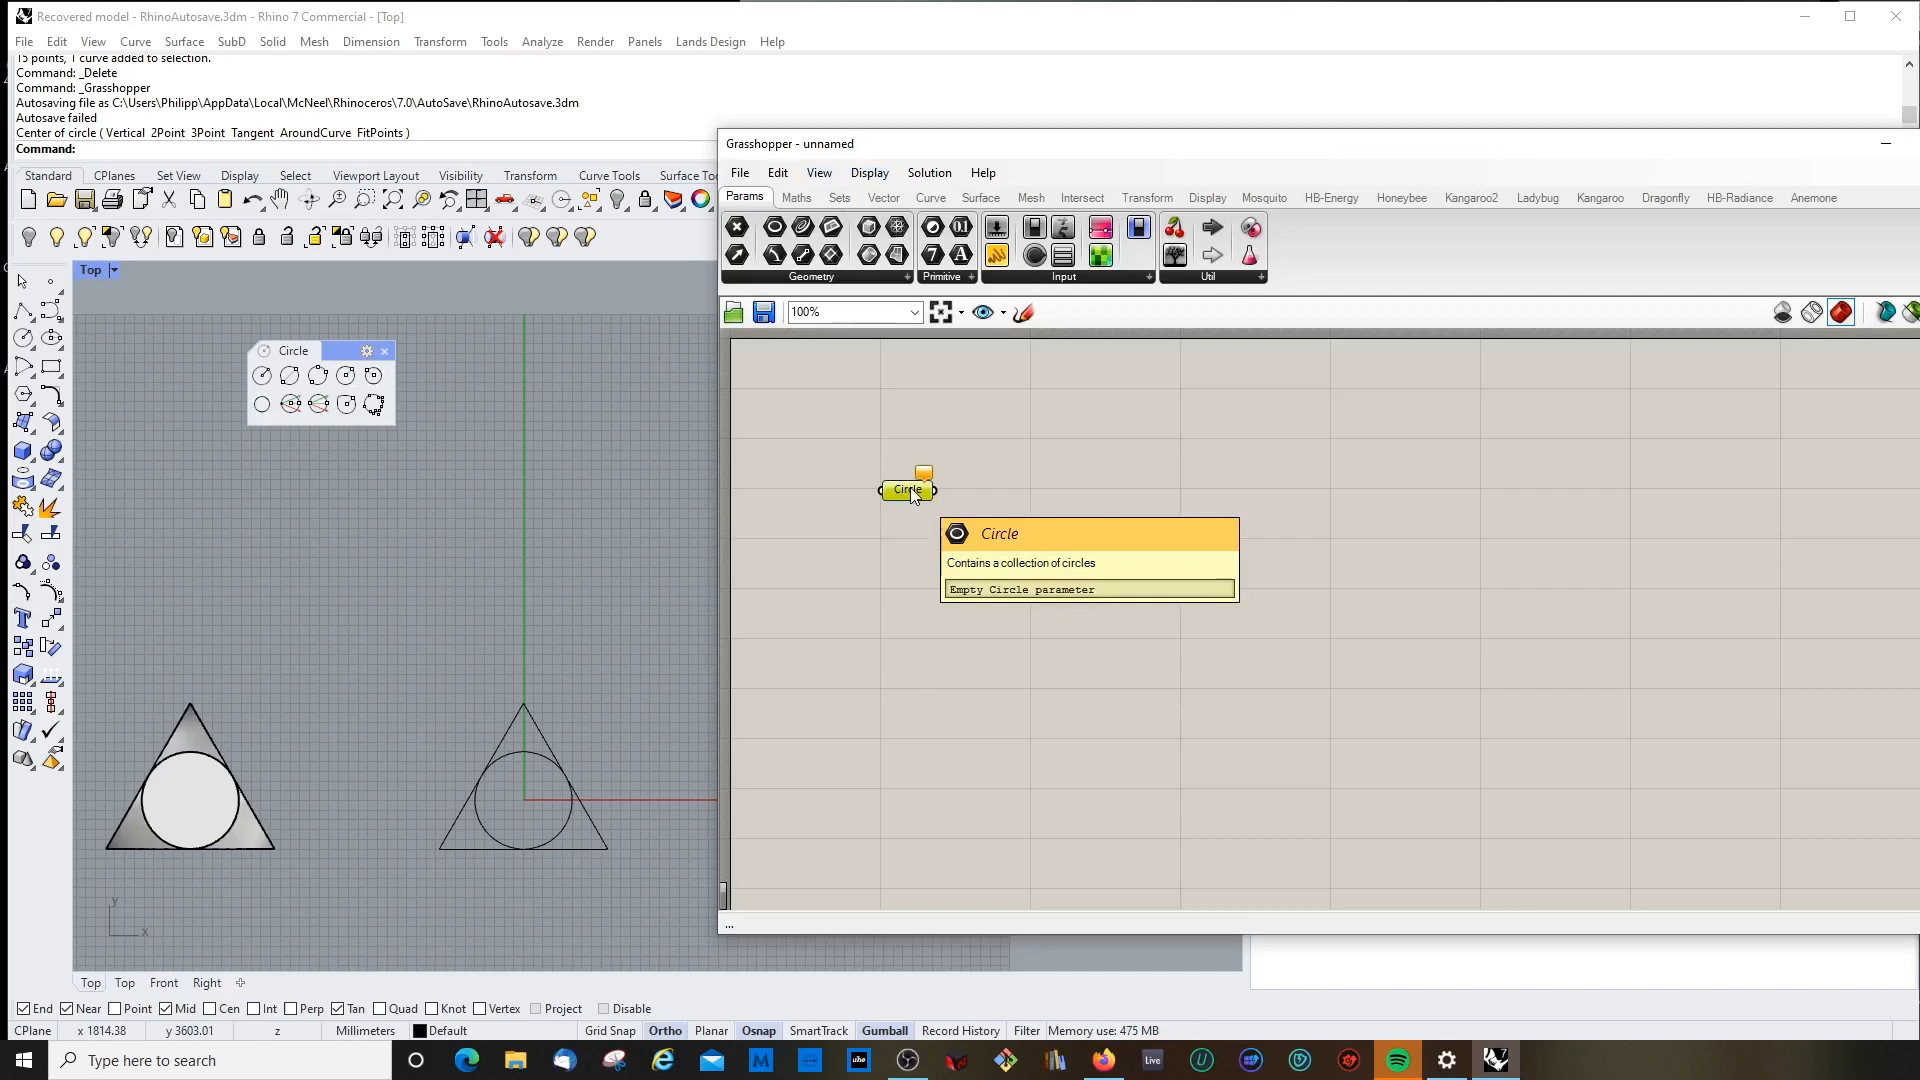 Recovered model - RhinoAutosave.3dm - Rhino 7 Commercial - [Top]
File Edit View Curve Surface SubD Solid Mesh Dimension Transform Tools Analyze Render Panels Lands Design Help
15 points, 1 curve added to selection.
Command: _Delete
Command: _Grasshopper
Autosaving file as C:\Users\Philipp\AppData\Local\McNeel\Rhinoceros\7.0\AutoSave\RhinoAutosave.3dm
Autosave failed
Center of circle ( Vertical 2Point 3Point Tangent AroundCurve FitPoints )
Command:
Standard CPlanes Set View Display Select Viewport Layout Visibility Transform Curve Tools Surface To
Top
Circle
Grasshopper - unnamed
File Edit View Display Solution Help
Params Maths Sets Vector Curve Surface Mesh Intersect Transform Display Mosquito HB-Energy Honeybee Kangaroo2 Ladybug Kangaroo Dragonfly HB-Radiance Anemone
Geometry Primitive Input Util
100%
Circle
Circle
Contains a collection of circles
Empty Circle parameter
...
y
x
Top Top Front Right
End Near Point Mid Cen Int Perp Tan Quad Knot Vertex Project Disable
CPlane x 1814.38 y 3603.01 z Millimeters Default Grid Snap Ortho Planar Osnap SmartTrack Gumball Record History Filter Memory use: 475 MB
Type here to search
uhe
Live